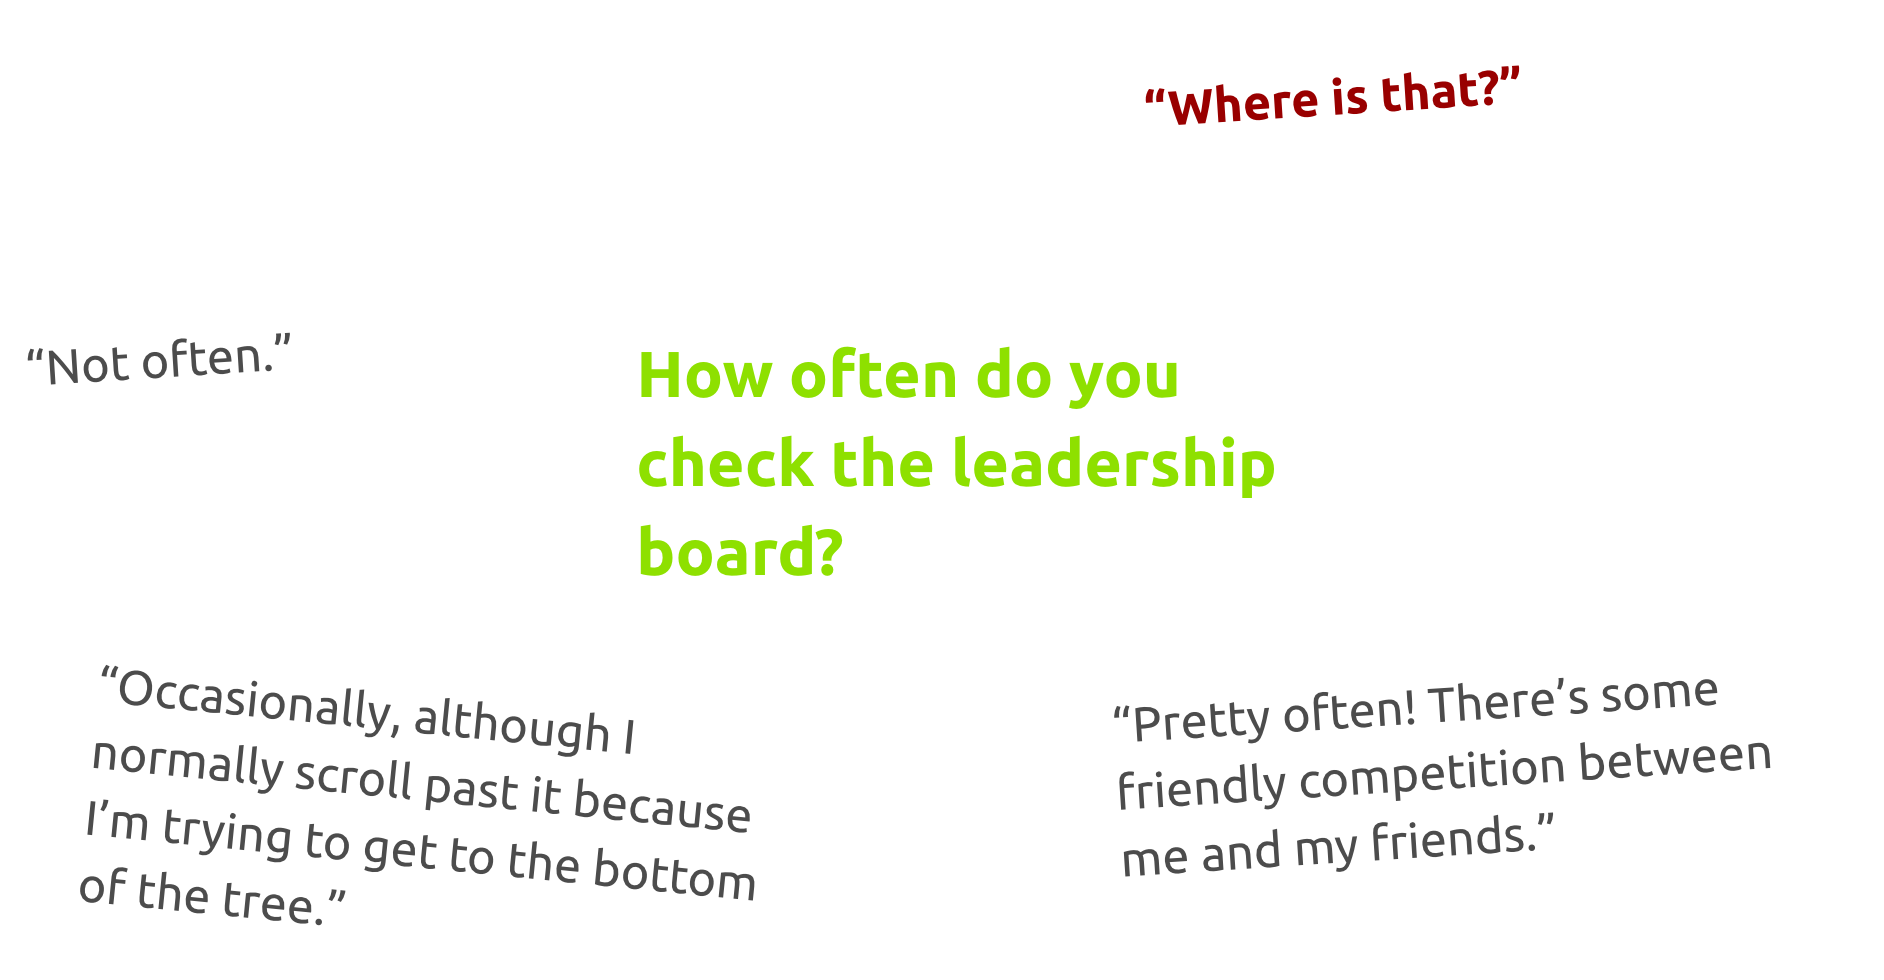 “Where is that?”
“Not often.”
How often do you
check the leadership
board?
“Occasionally, although I
normally scroll past it because
I’m trying to get to the bottom
of the tree.”
“Pretty often! There’s some
friendly competition between
me and my friends.”